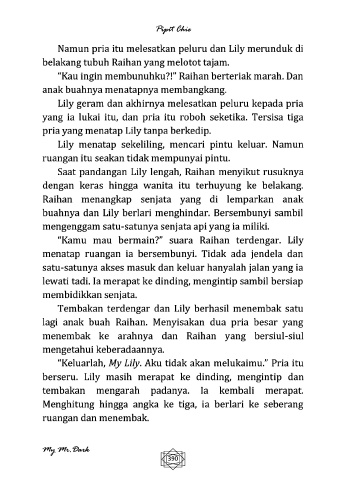 Pipit Chie
Namun pria itu melesatkan peluru dan Lily merunduk di
belakang tubuh Raihan yang melotot tajam.
“Kau ingin membunuhku?!” Raihan berteriak marah. Dan
anak buahnya menatapnya membangkang.
Lily geram dan akhirnya melesatkan peluru kepada pria
yang ia lukai itu, dan pria itu roboh seketika. Tersisa tiga
pria yang menatap Lily tanpa berkedip.
Lily menatap sekeliling, mencari pintu keluar. Namun
ruangan itu seakan tidak mempunyai pintu.
Saat pandangan Lily lengah, Raihan menyikut rusuknya
dengan keras hingga wanita itu terhuyung ke belakang.
Raihan menangkap senjata yang di lemparkan anak
buahnya dan Lily berlari menghindar. Bersembunyi sambil
mengenggam satu-satunya senjata api yang ia miliki.
“Kamu mau bermain?” suara Raihan terdengar. Lily
menatap ruangan ia bersembunyi. Tidak ada jendela dan
satu-satunya akses masuk dan keluar hanyalah jalan yang ia
lewati tadi. Ia merapat ke dinding, mengintip sambil bersiap
membidikkan senjata.
Tembakan terdengar dan Lily berhasil menembak satu
lagi anak buah Raihan. Menyisakan dua pria besar yang
menembak ke arahnya dan Raihan yang bersiul-siul
mengetahui keberadaannya.
“Keluarlah, My Lily. Aku tidak akan melukaimu.” Pria itu
berseru. Lily masih merapat ke dinding, mengintip dan
tembakan mengarah padanya. Ia kembali merapat.
Menghitung hingga angka ke tiga, ia berlari ke seberang
ruangan dan menembak.
My Mr. Dark
390